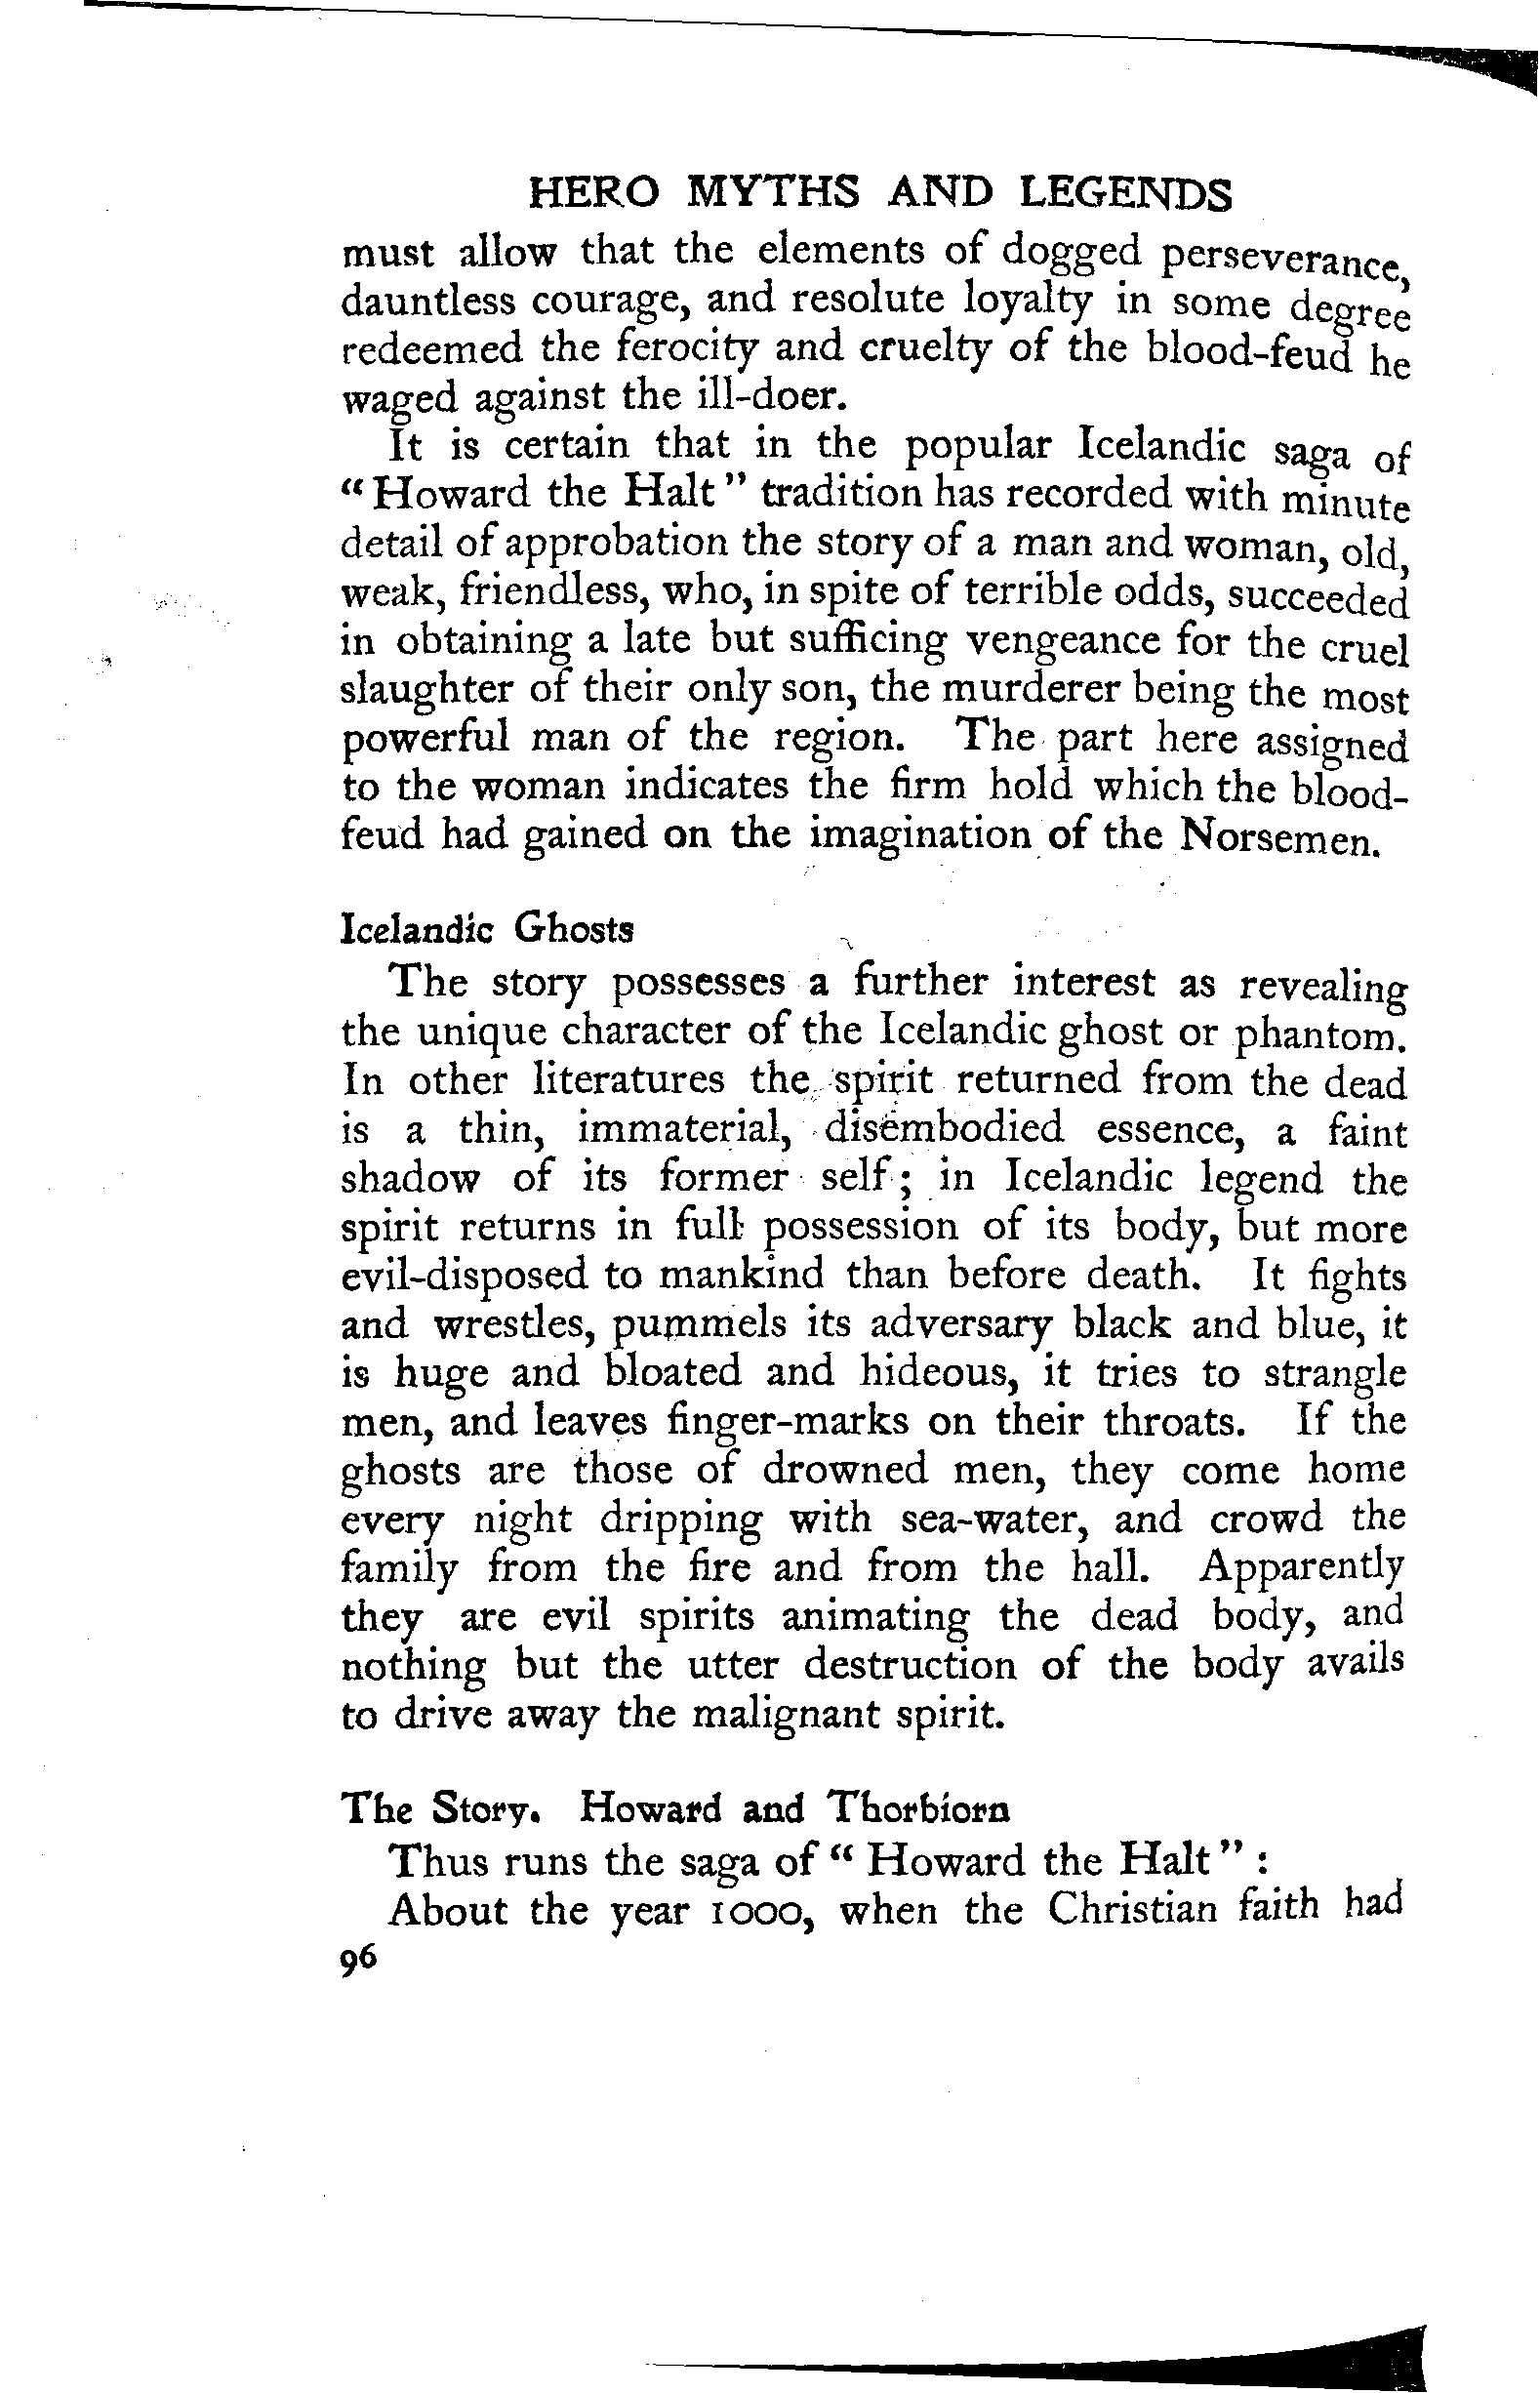 HERO MYTHS AND LEGENDS
must allow that the elements of dogged perseverance,
dauntless courage, and resolute loyalty in some degree
redeemed the ferocity and cruelty of the blood-feud he
waged against the ill-doer.
It is certain that in the popular Icelandic saga of
“Howard the Halt” tradition has recorded with minute
detail of approbation the story of a man and woman, old,
weak, friendless, who, in spite of terrible odds, succeeded
in obtaining a late but sufficing vengeance for the cruel
slaughter of their only son, the murderer being the most
powerful man of the region. The part here assigned
to the woman indicates the firm hold which the blood-
feud had gained on the imagination of the Norsemen.
Icelandic Ghosts
The story possesses a further interest as revealing
the unique character of the Icelandic ghost or phantom.
In other literatures the spirit returned from the dead
is a thin, immaterial, disembodied essence, a faint
shadow of its former self; in Icelandic legend the
spirit returns in full possession of its body, but more
evil-disposed to mankind than before death. It fights
and wrestles, pummels its adversary black and blue, it
is huge and bloated and hideous, it tries to strangle
men, and leaves finger-marks on their throats. If the
ghosts are those of drowned men, they come home
every night dripping with sea-water, and crowd the
family from the fire and from the hall. Apparently
they are evil spirits animating the dead body, and
nothing but the utter destruction of the body avails
to drive away the malignant spirit.
The Story. Howard and Thorbiorn
Thus runs the saga of “Howard the Halt”:
About the year 1000, when the Christian faith had
96